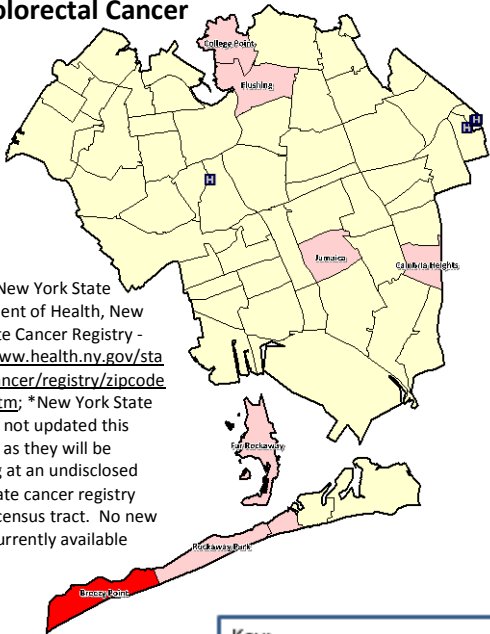 olorectal Cancer
College Point
Flushing
H
H
H
Jamaica
Cambria Heights
New York State
ent of Health, New
te Cancer Registry -
ww.health.ny.gov/sta
ancer/registry/zipcode
tm; *New York State
not updated this
as they will be
g at an undisclosed
ate cancer registry
census tract. No new
urrently available
Far Rockaway
Rockaway Park
Breezy Point